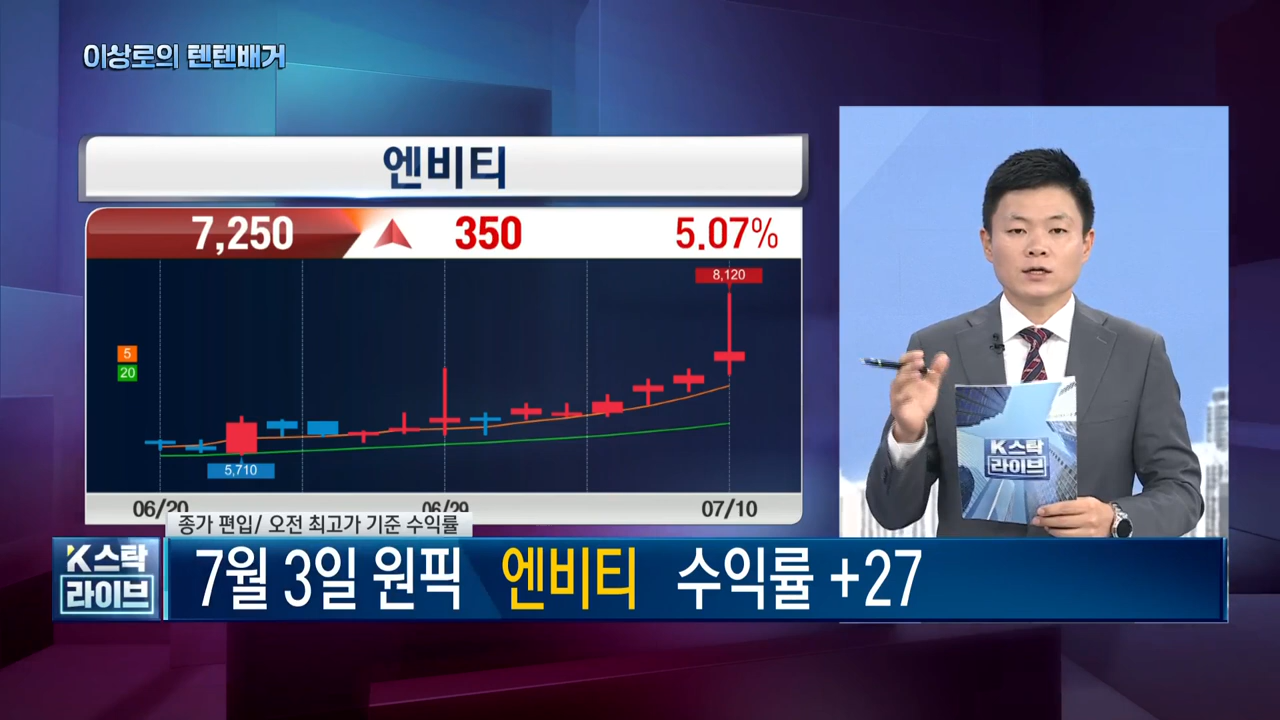 이상로의 텐텐배거
엔비티
7,250 350 5.07%
8,120
5
20
5,710
06/20 06/29 07/10
종가 편입/ 오전 최고가 기준 수익률
K스탁
라이브
7월 3일 원픽 엔비티 수익률 +27
K스탁
라이브